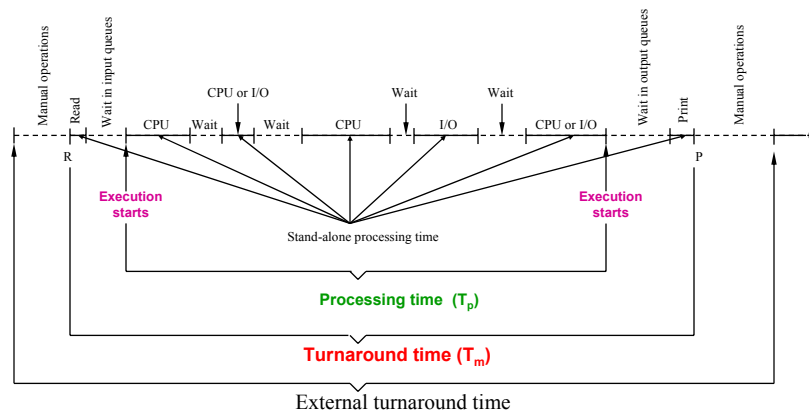 Manual operations
Read
Wait in input queues
CPU or I/O
Wait
Wait
Wait in output queues
Print
Manual operations
CPU
Wait
Wait
CPU
I/O
CPU or I/O
R
P
Execution
starts
Execution
starts
Stand-alone processing time
Processing time (Tp)
Turnaround time (Tm)
External turnaround time